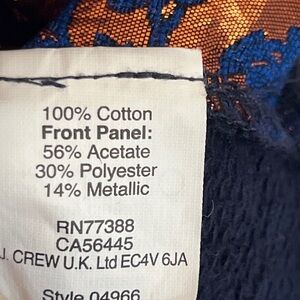 100% Cotton
Front Panel:
56% Acetate
30% Polyester
14% Metallic
RN77388
CA56445
J. CREW U.K. Ltd EC4V 6JA
Style 04966